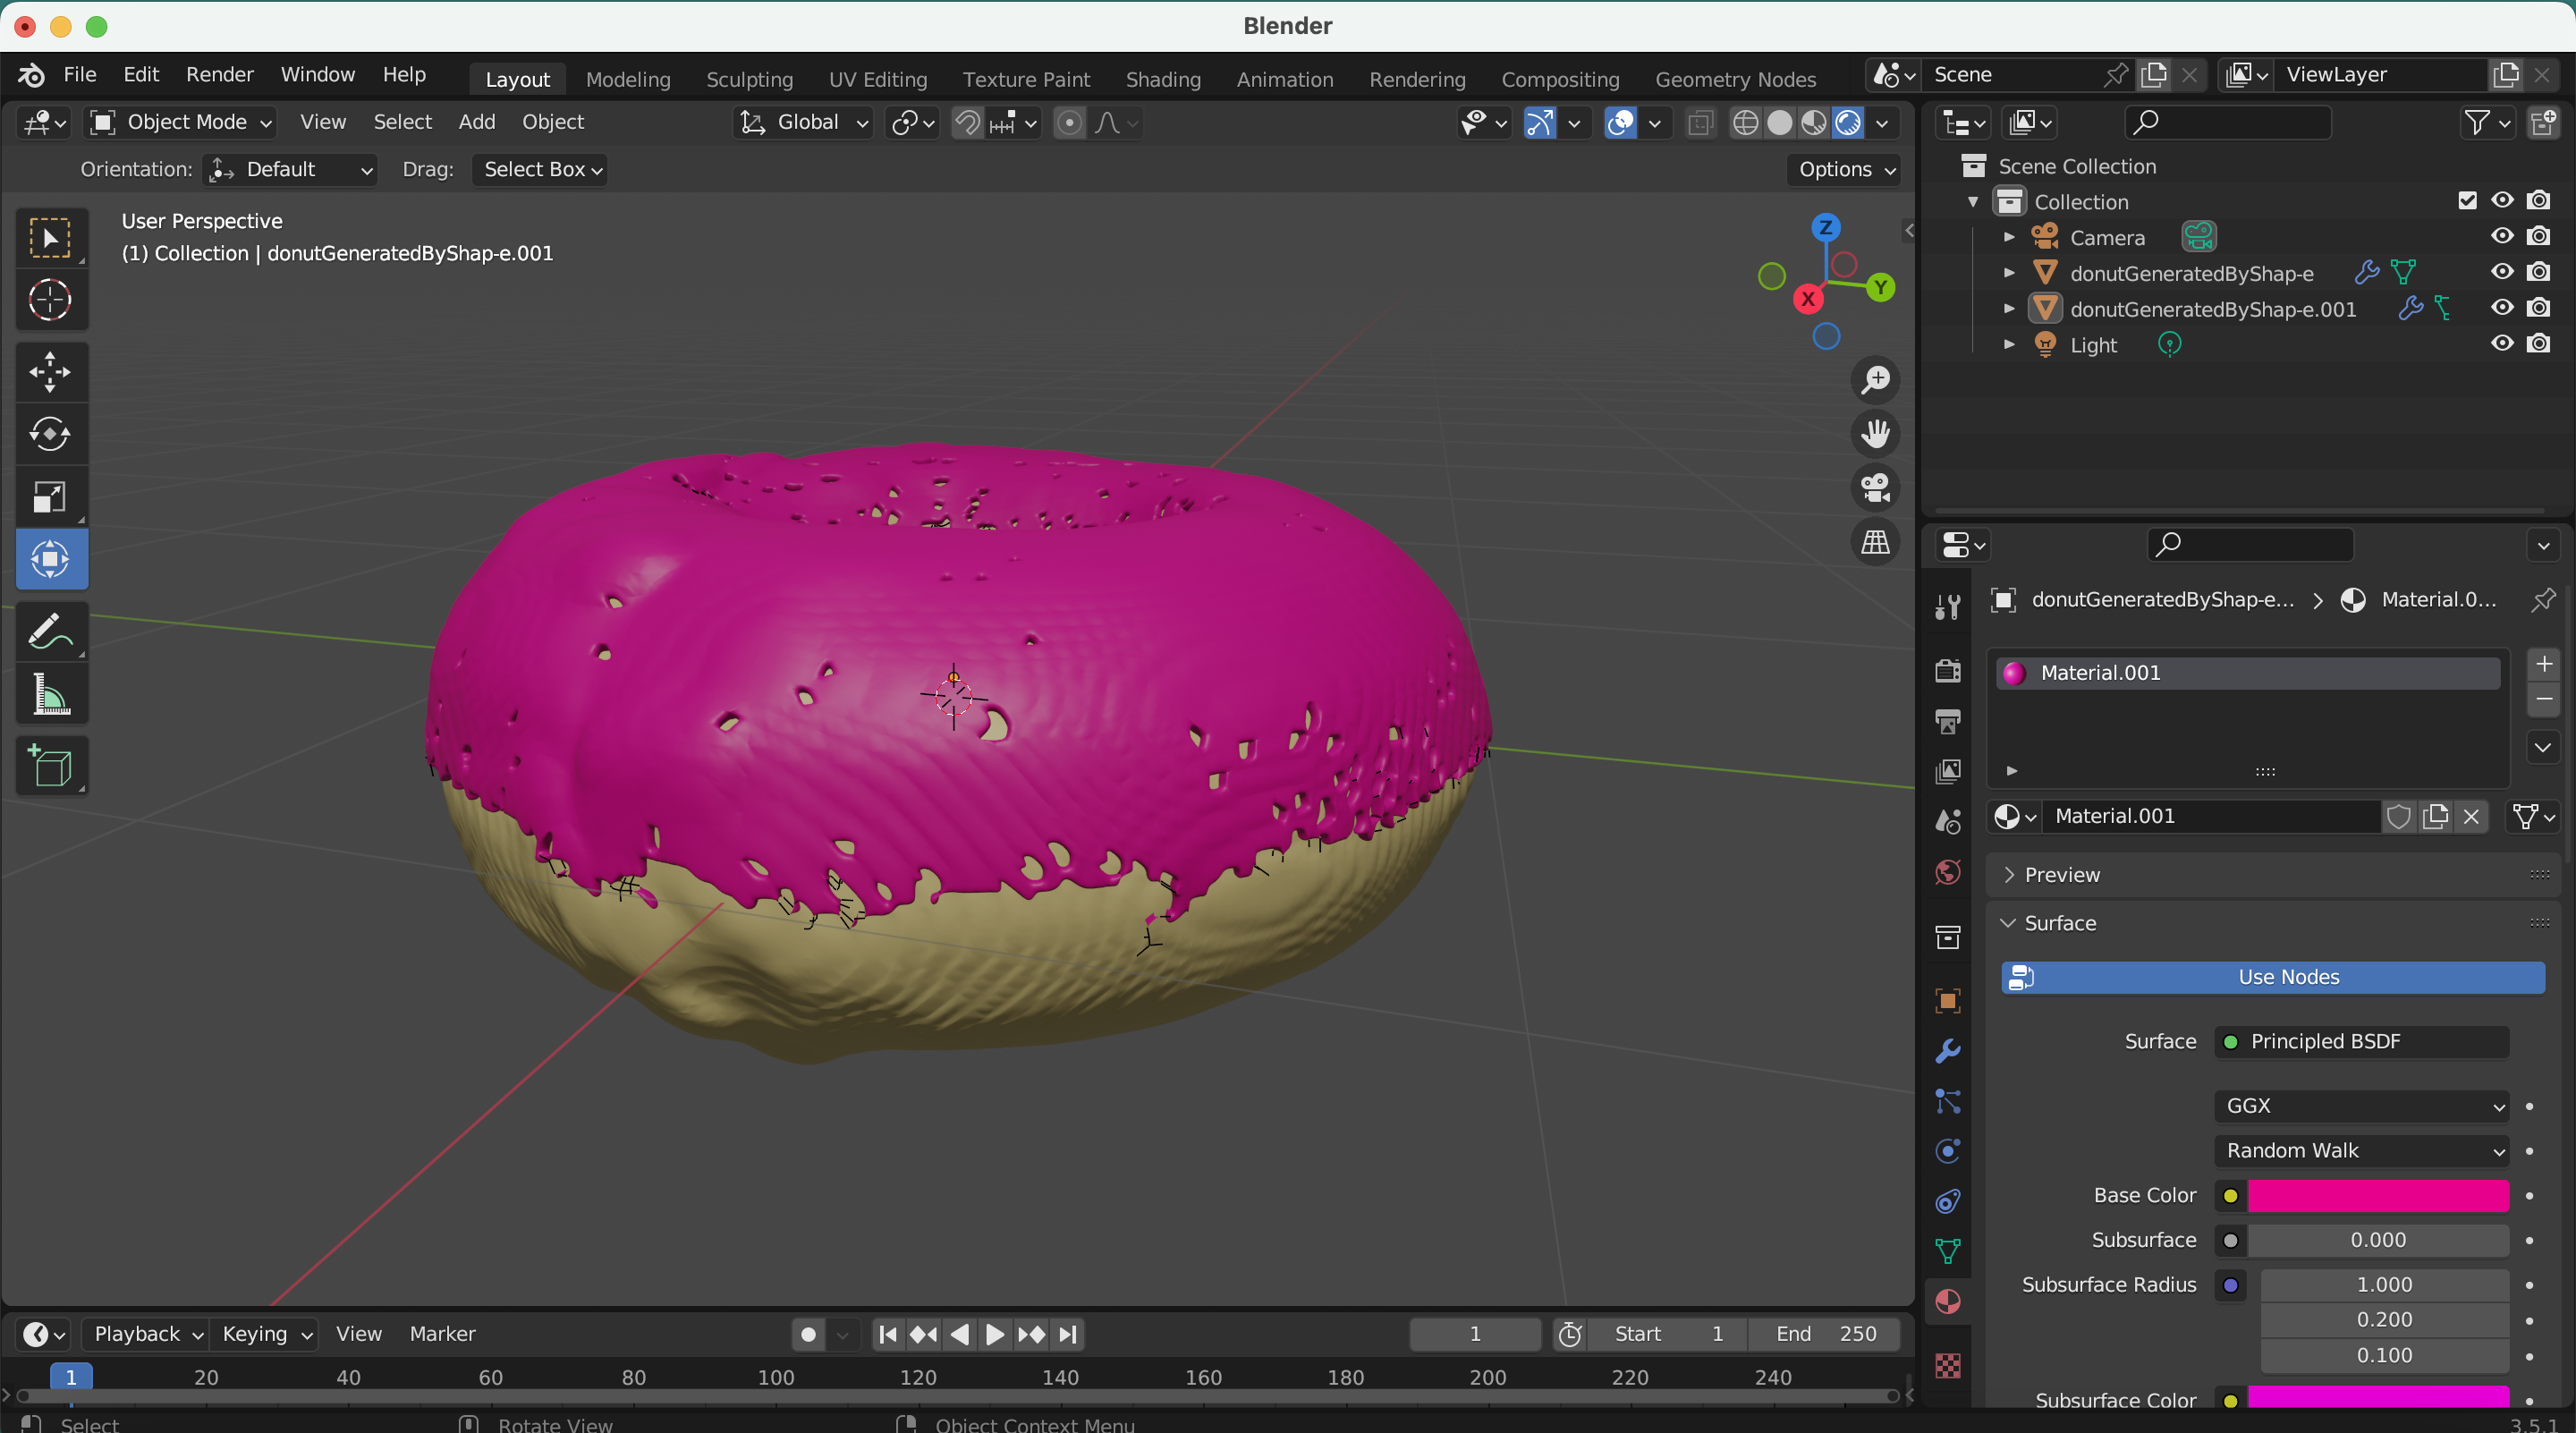 Blender
File Edit Render Window Help Layout Modeling Sculpting UV Editing Texture Paint Shading Animation Rendering Compositing Geometry Nodes Scene ViewLayer
Object Mode View Select Add Object Global
Orientation: Default Drag: Select Box Options
User Perspective
(1) Collection | donutGeneratedByShap-e.001
Z
Y
X
Scene Collection
Collection
Camera
donutGeneratedByShap-e
donutGeneratedByShap-e.001
Light
donutGeneratedByShap-e... Material.0...
Material.001
Material.001
Preview
Surface
Use Nodes
Surface Principled BSDF
GGX
Random Walk
Base Color
Subsurface 0.000
Subsurface Radius 1.000
0.200
0.100
Subsurface Color
Playback Keying View Marker 1 Start 1 End 250
1 20 40 60 80 100 120 140 160 180 200 220 240
Select Rotate View Object Context Menu 3.5.1